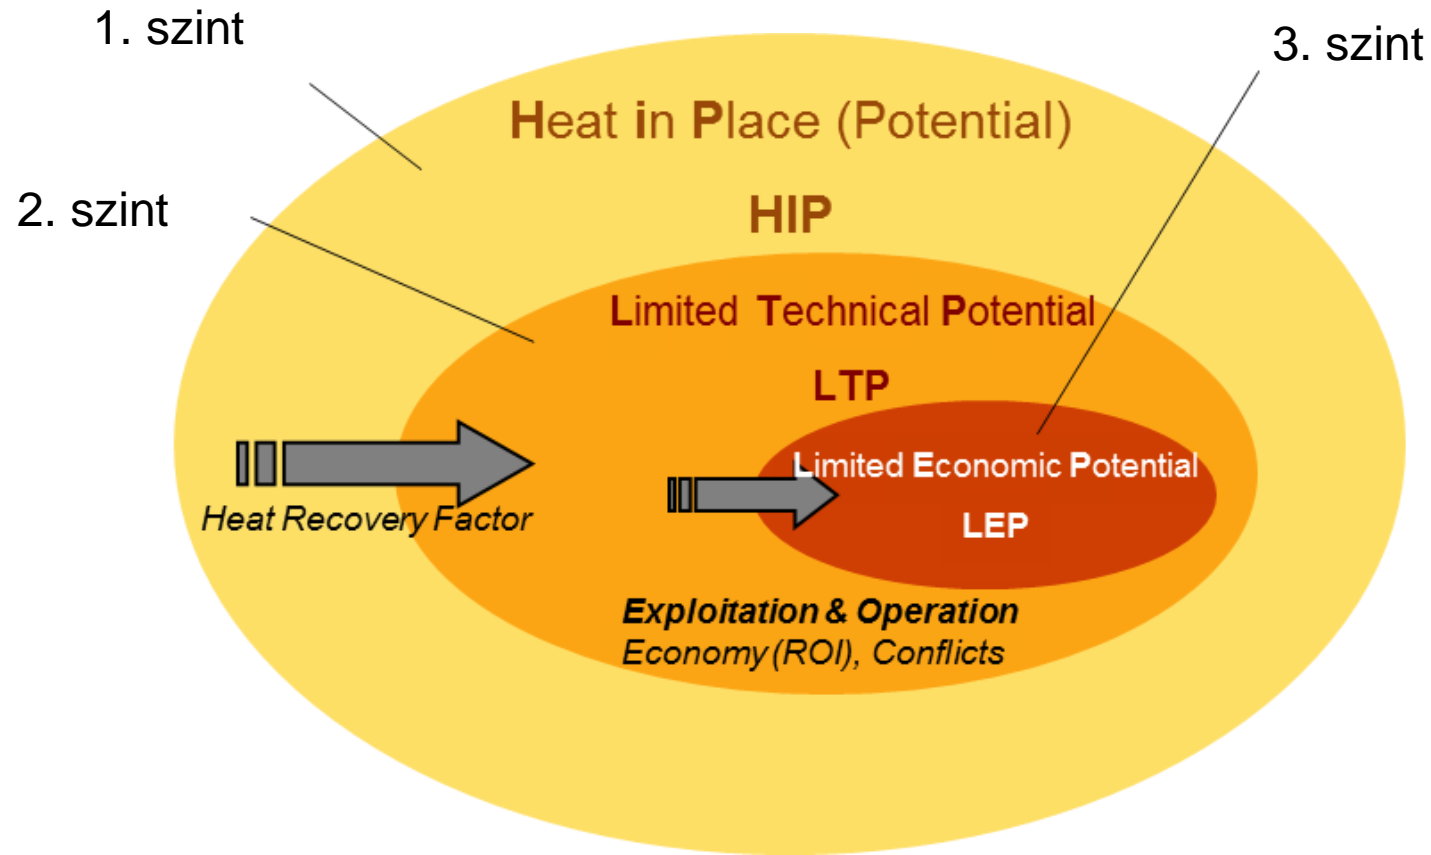 1. szint
3. szint
Heat in Place (Potential)
2. szint
HIP
Limited Technical Potential
LTP
Limited Economic Potential
Heat Recovery Factor
LEP
Exploitation & Operation
Economy (ROI), Conflicts